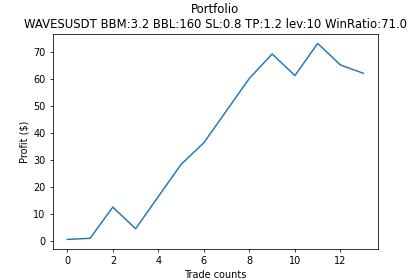 Portfolio
WAVESUSDT BBM:3.2 BBL:160 SL:0.8 TP:1.2 lev:10 WinRatio:71.0
70
60
50
40
30
20
10
0
Profit ($)
0 2 4 6 8 10 12
Trade counts